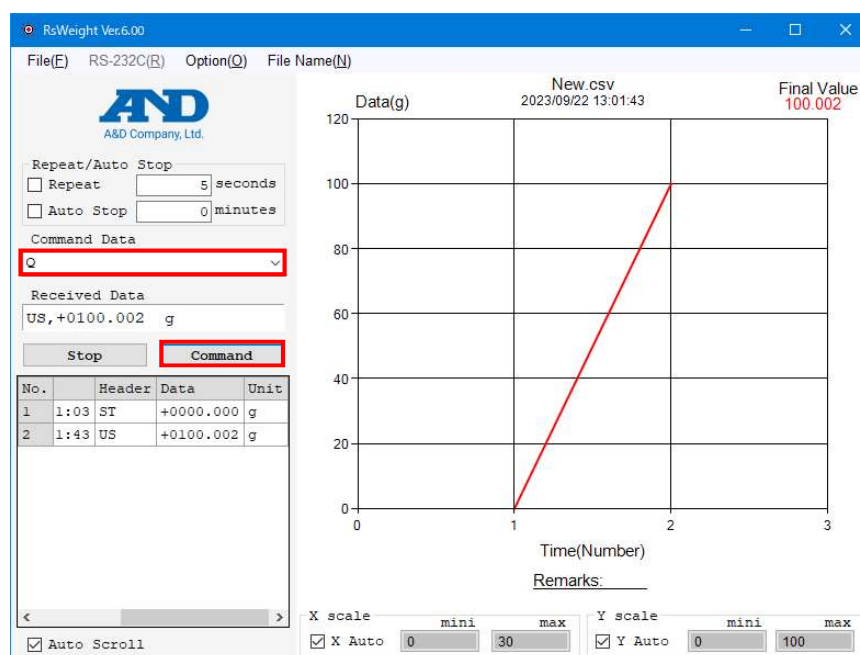 RsWeight Ver.6.00
File(F) RS-232C(R) Option(O) File Name(N)
AND
A&D Company, Ltd.
Repeat/Auto Stop
Repeat 5 seconds
Auto Stop 0 minutes
Command Data
Q
Received Data
US,+0100.002 g
Stop Command
No. Header Data Unit
1 1:03 ST +0000.000 g
2 1:43 US +0100.002 g
Auto Scroll
New.csv
Data(g) 2023/09/22 13:01:43
Final Value
100.002
120
100
80
60
40
20
0
0 1 2 3
Time(Number)
Remarks:
X scale mini max
X Auto 0 30
Y scale mini max
Y Auto 0 100